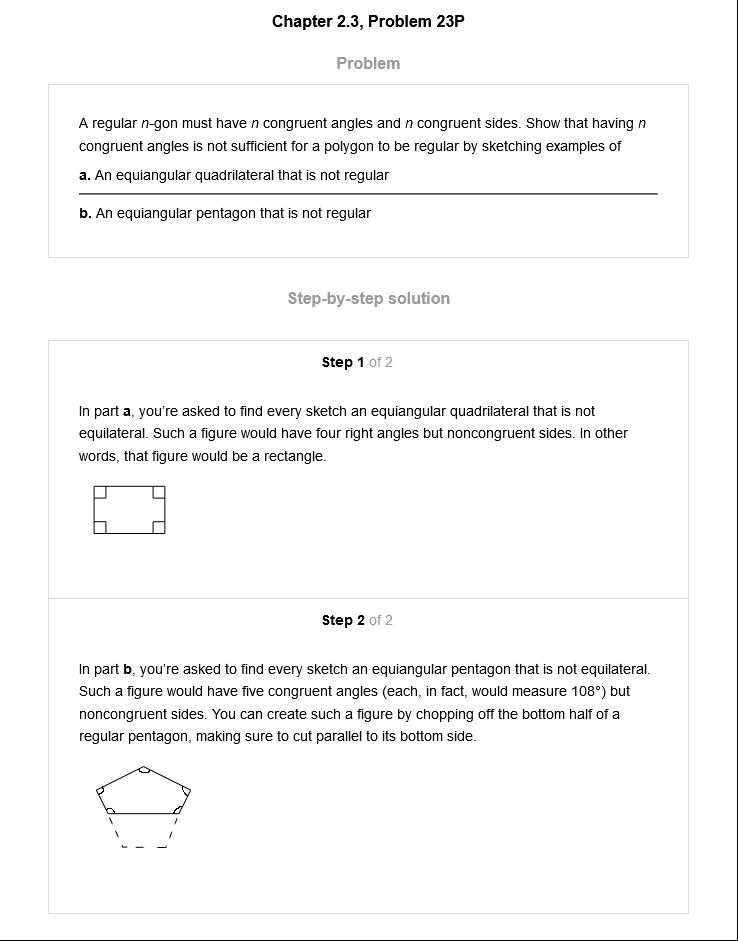 Chapter 2.3, Problem 23P
Problem
A regular n-gon must have n congruent angles and n congruent sides. Show that having n
congruent angles is not sufficient for a polygon to be regular by sketching examples of
a. An equiangular quadrilateral that is not regular
b. An equiangular pentagon that is not regular
Step-by-step solution
Step 1 of 2
In part a, you're asked to find every sketch an equiangular quadrilateral that is not
equilateral. Such a figure would have four right angles but noncongruent sides. In other
words, that figure would be a rectangle.
Step 2 of 2
In part b, you're asked to find every sketch an equiangular pentagon that is not equilateral.
Such a figure would have five congruent angles (each, in fact, would measure 108°) but
noncongruent sides. You can create such a figure by chopping off the bottom half of a
regular pentagon, making sure to cut parallel to its bottom side.